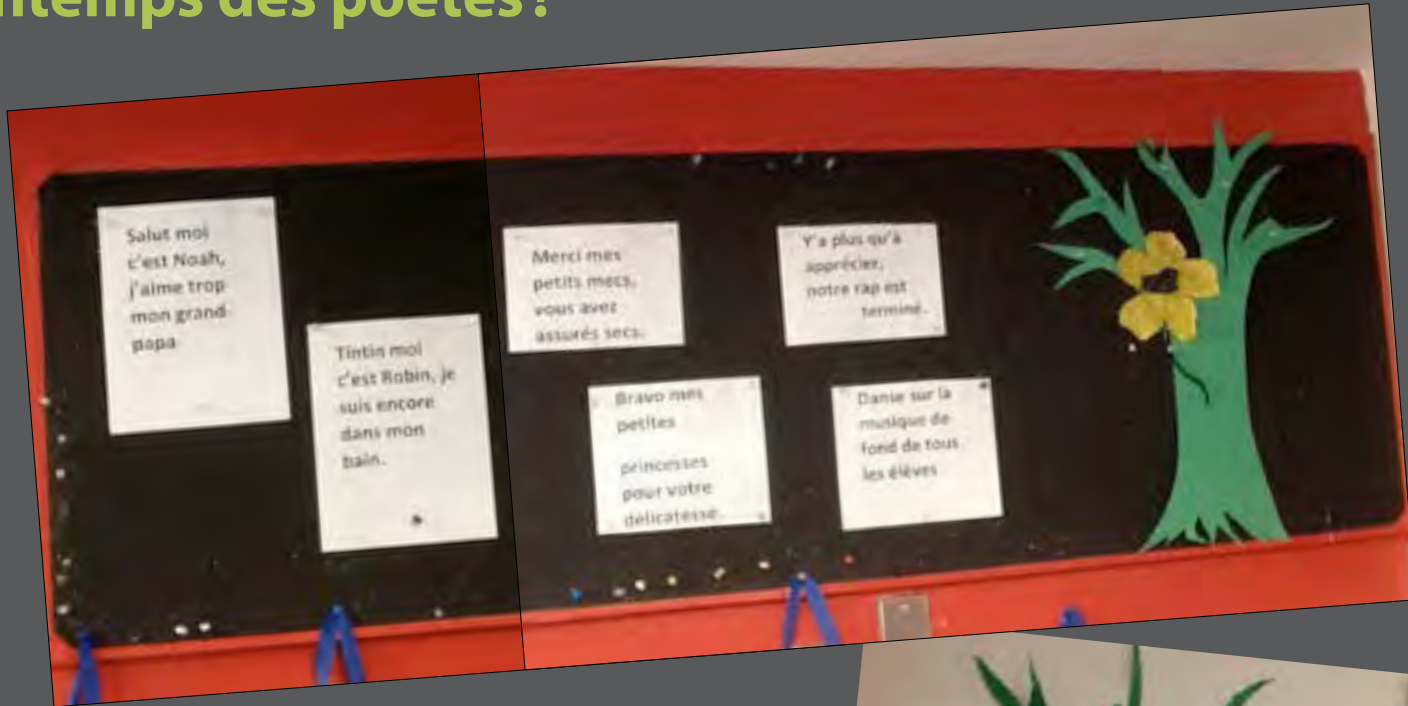 ntemps des poètes!
Salut moi
c'est Noah,
j'aime trop
mon grand-
papa
Tintin moi
c'est Robin, je
suis encore
dans mon
bain.
Merci mes
petits mecs,
vous avez
assurés secs.
Bravo mes
petites
princesses
pour votre
délicatesse.
Y'a plus qu'à
apprécier,
notre rap est
terminé.
Danse sur la
musique de
fond de tous
les élèves